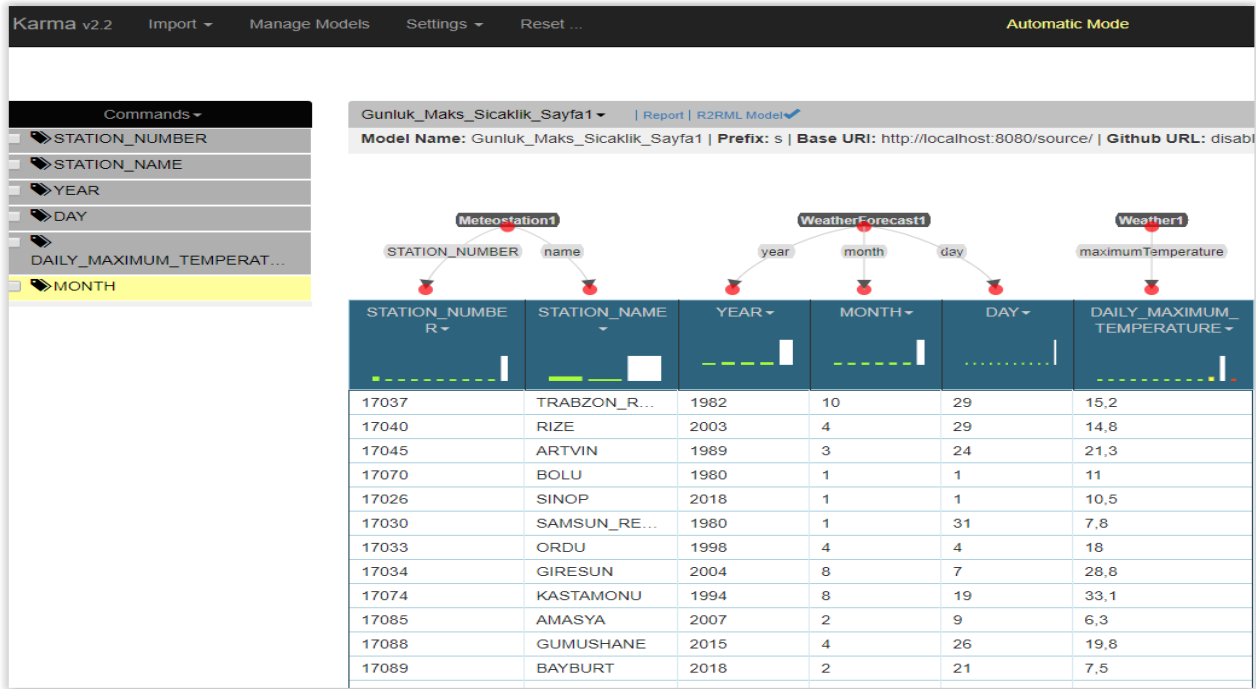 Karma v2.2 Import Manage Models Settings Reset ... Automatic Mode
Commands
STATION_NUMBER
STATION_NAME
YEAR
DAY
DAILY_MAXIMUM_TEMPERAT...
MONTH
Gunluk_Maks_Sicaklik_Sayfa1 | Report | R2RML Model
Model Name: Gunluk_Maks_Sicaklik_Sayfa1 | Prefix: s | Base URI: http://localhost:8080/source/ | Github URL: disabl
Meteostation1 WeatherForecast1 Weather1
STATION_NUMBER name year month day maximumTemperature
STATION_NUMBE STATION_NAME YEAR MONTH DAY DAILY_MAXIMUM_
R TEMPERATURE
17037 TRABZON_R... 1982 10 29 15,2
17040 RIZE 2003 4 29 14,8
17045 ARTVIN 1989 3 24 21,3
17070 BOLU 1980 1 1 11
17026 SINOP 2018 1 1 10,5
17030 SAMSUN_RE... 1980 1 31 7,8
17033 ORDU 1998 4 4 18
17034 GIRESUN 2004 8 7 28,8
17074 KASTAMONU 1994 8 19 33,1
17085 AMASYA 2007 2 9 6,3
17088 GUMUSHANE 2015 4 26 19,8
17089 BAYBURT 2018 2 21 7,5